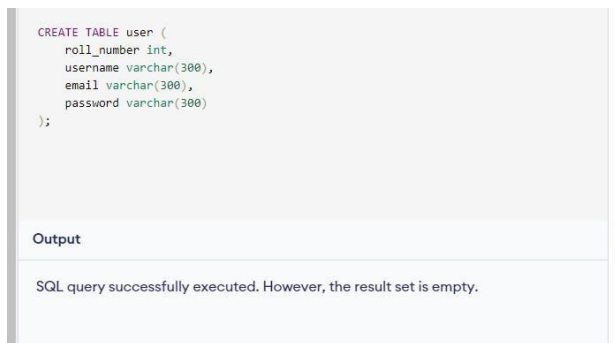 CREATE TABLE user (
    roll_number int,
    username varchar(300),
    email varchar(300),
    password varchar(300)
);
Output
SQL query successfully executed. However, the result set is empty.